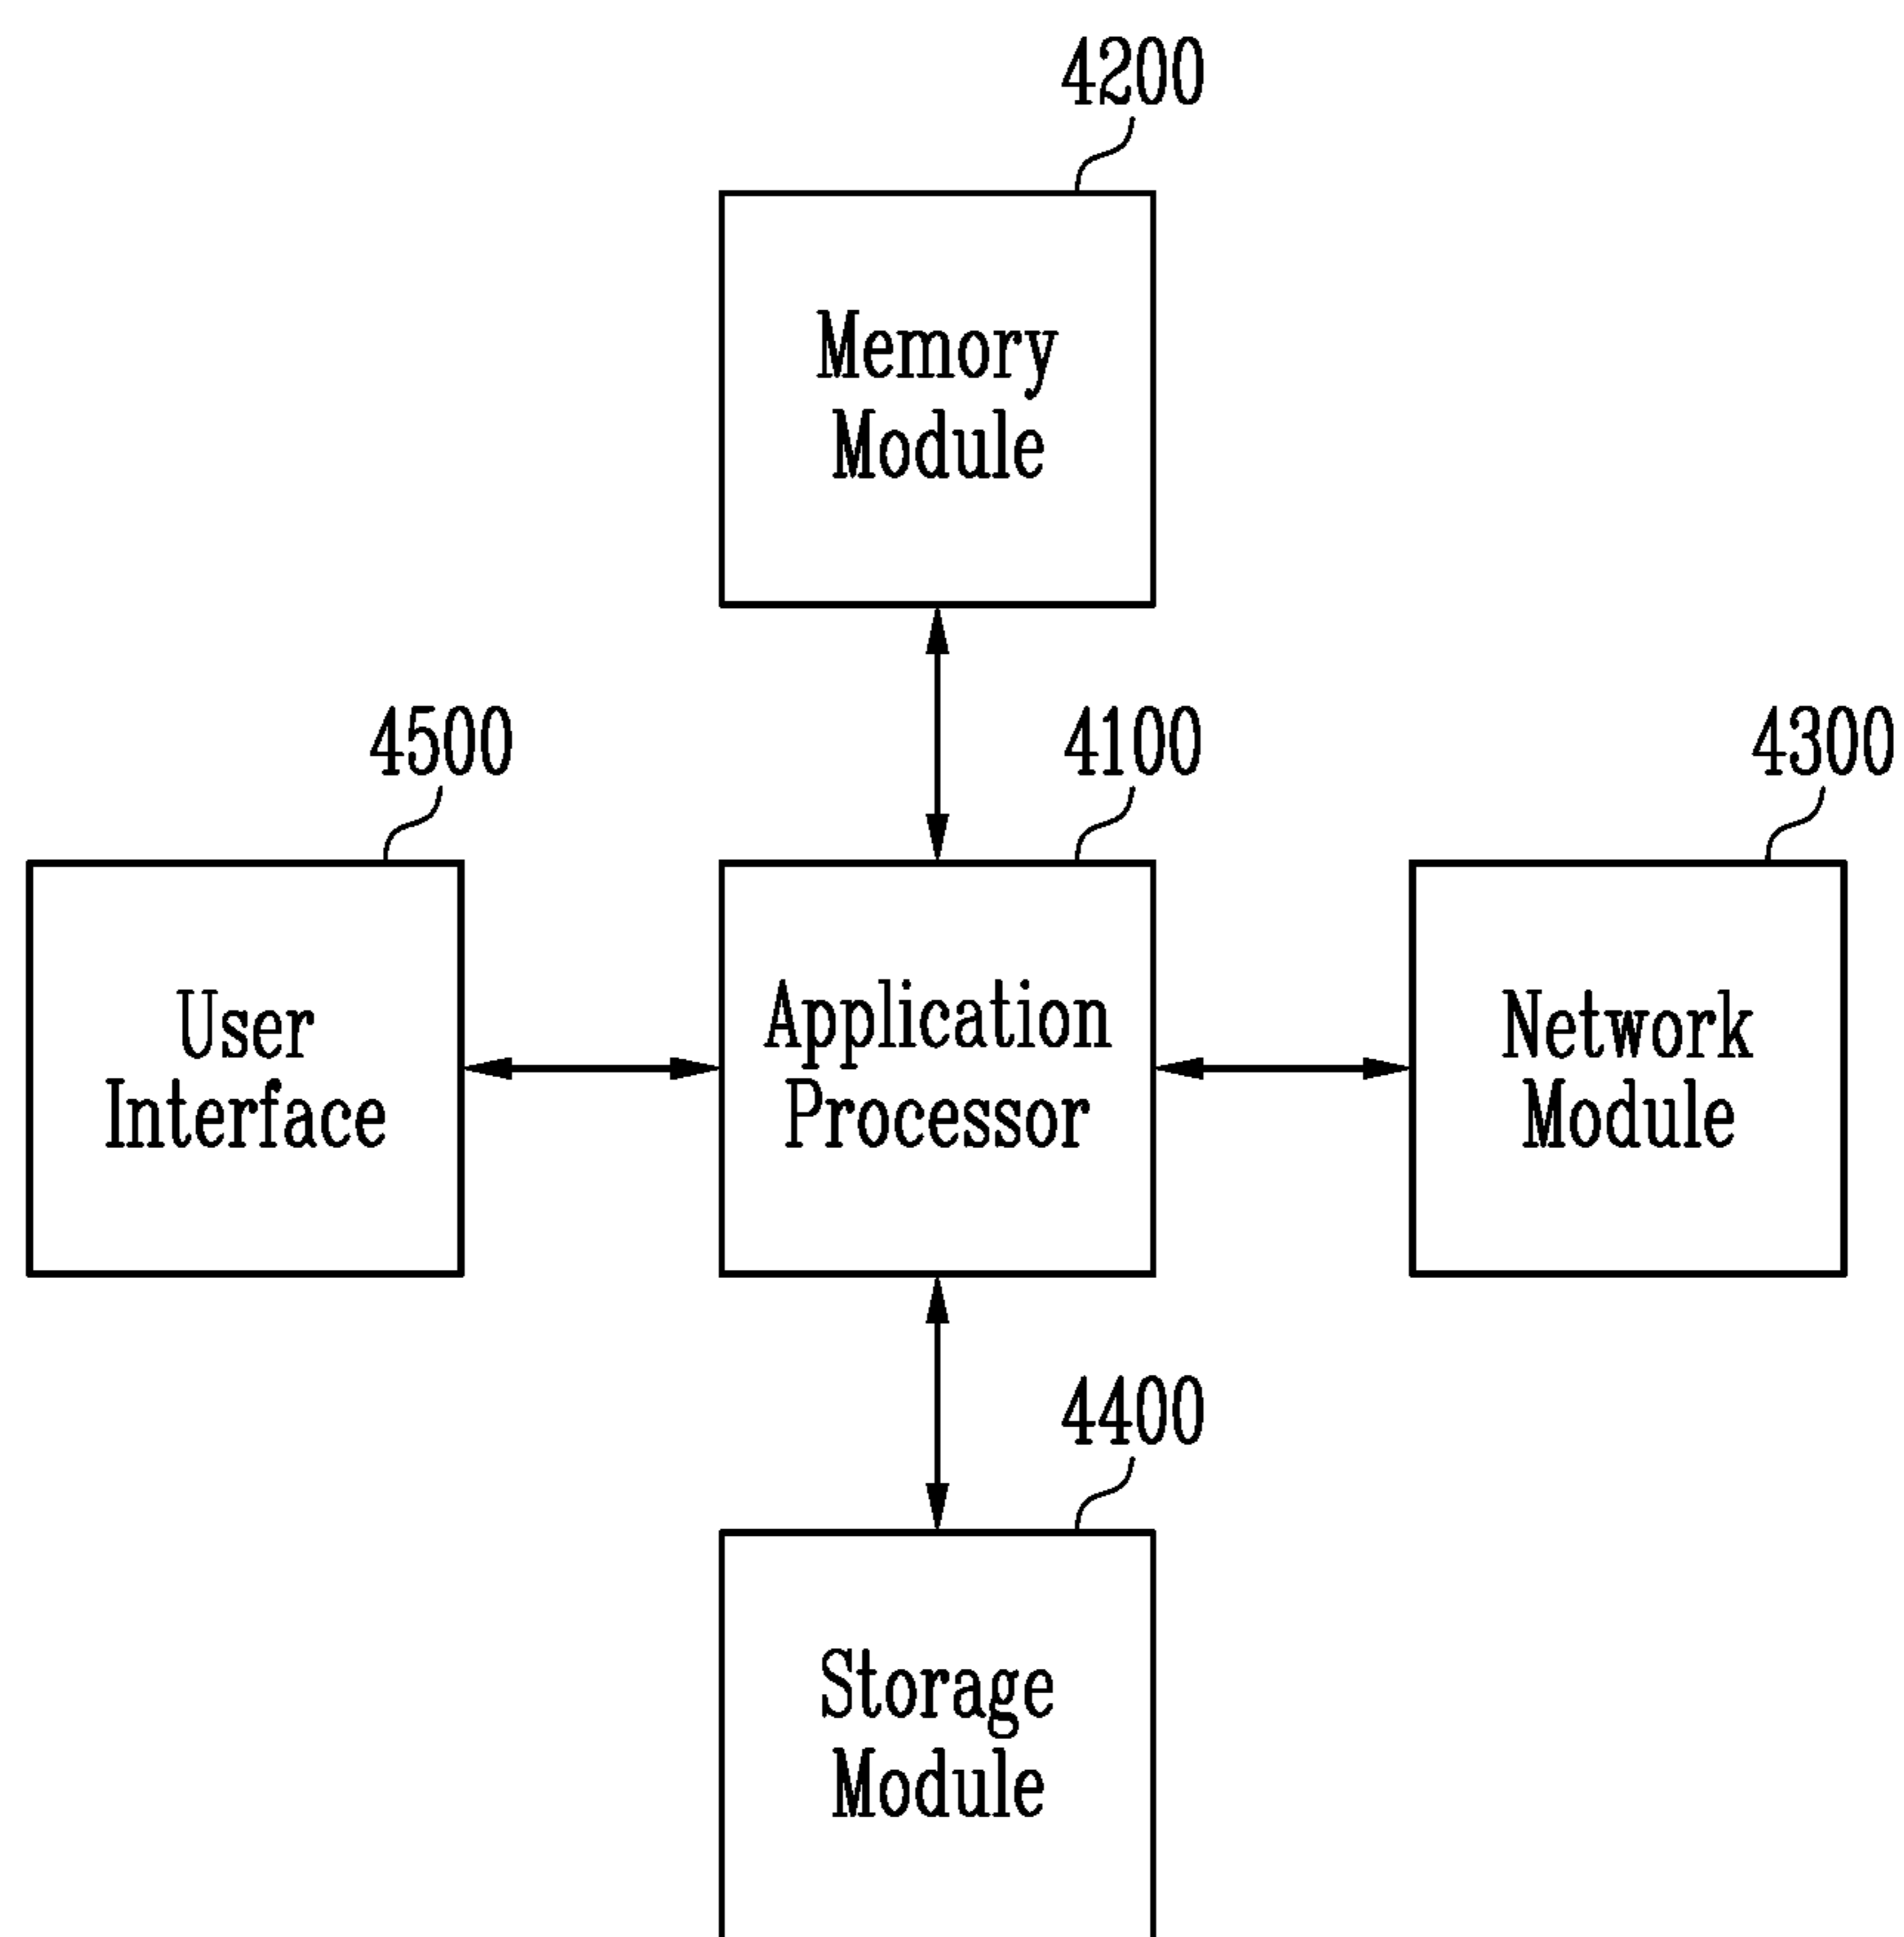 4200
Memory
Module
4500
4100
4300
User
Interface
Application
Processor
Network
Module
4400
Storage
Module